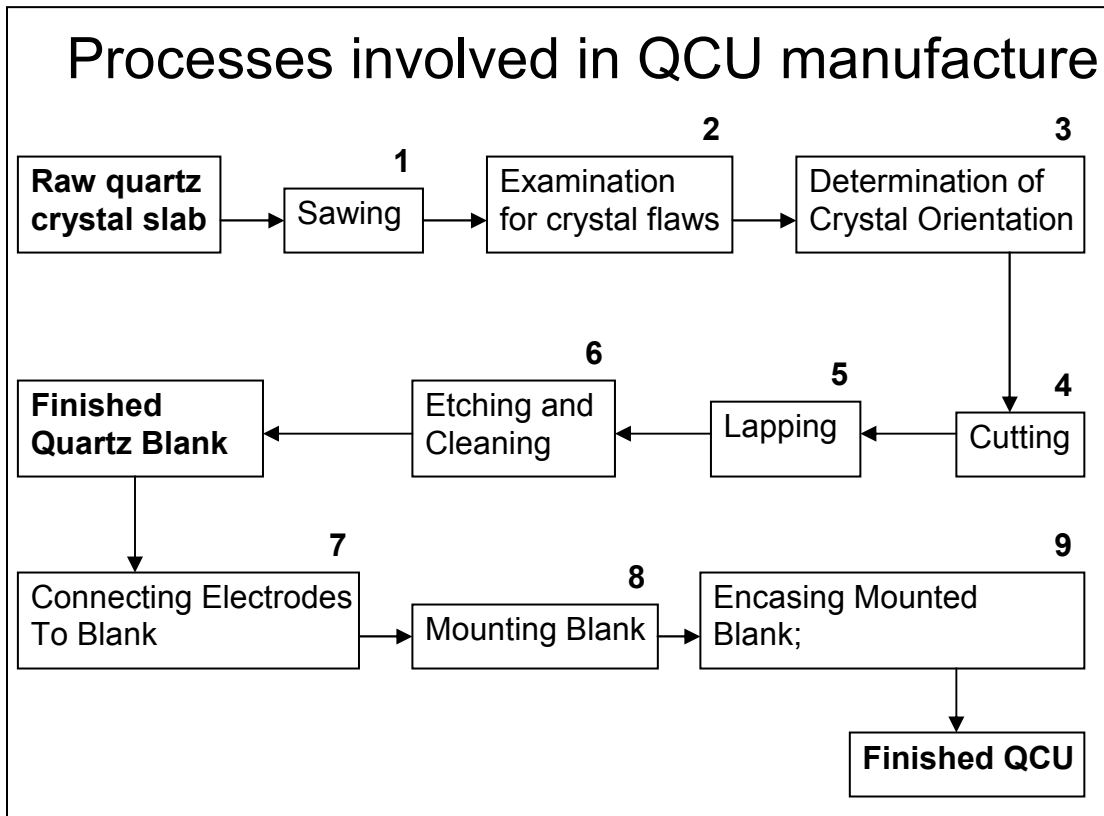 Processes involved in QCU manufacture
1
2
3
Raw quartz
crystal slab
Sawing
Examination
for crystal flaws
Determination of
Crystal Orientation
6
5
4
Finished
Quartz Blank
Etching and
Cleaning
Lapping
Cutting
7
8
9
Connecting Electrodes
To Blank
Mounting Blank
Encasing Mounted
Blank;
Finished QCU